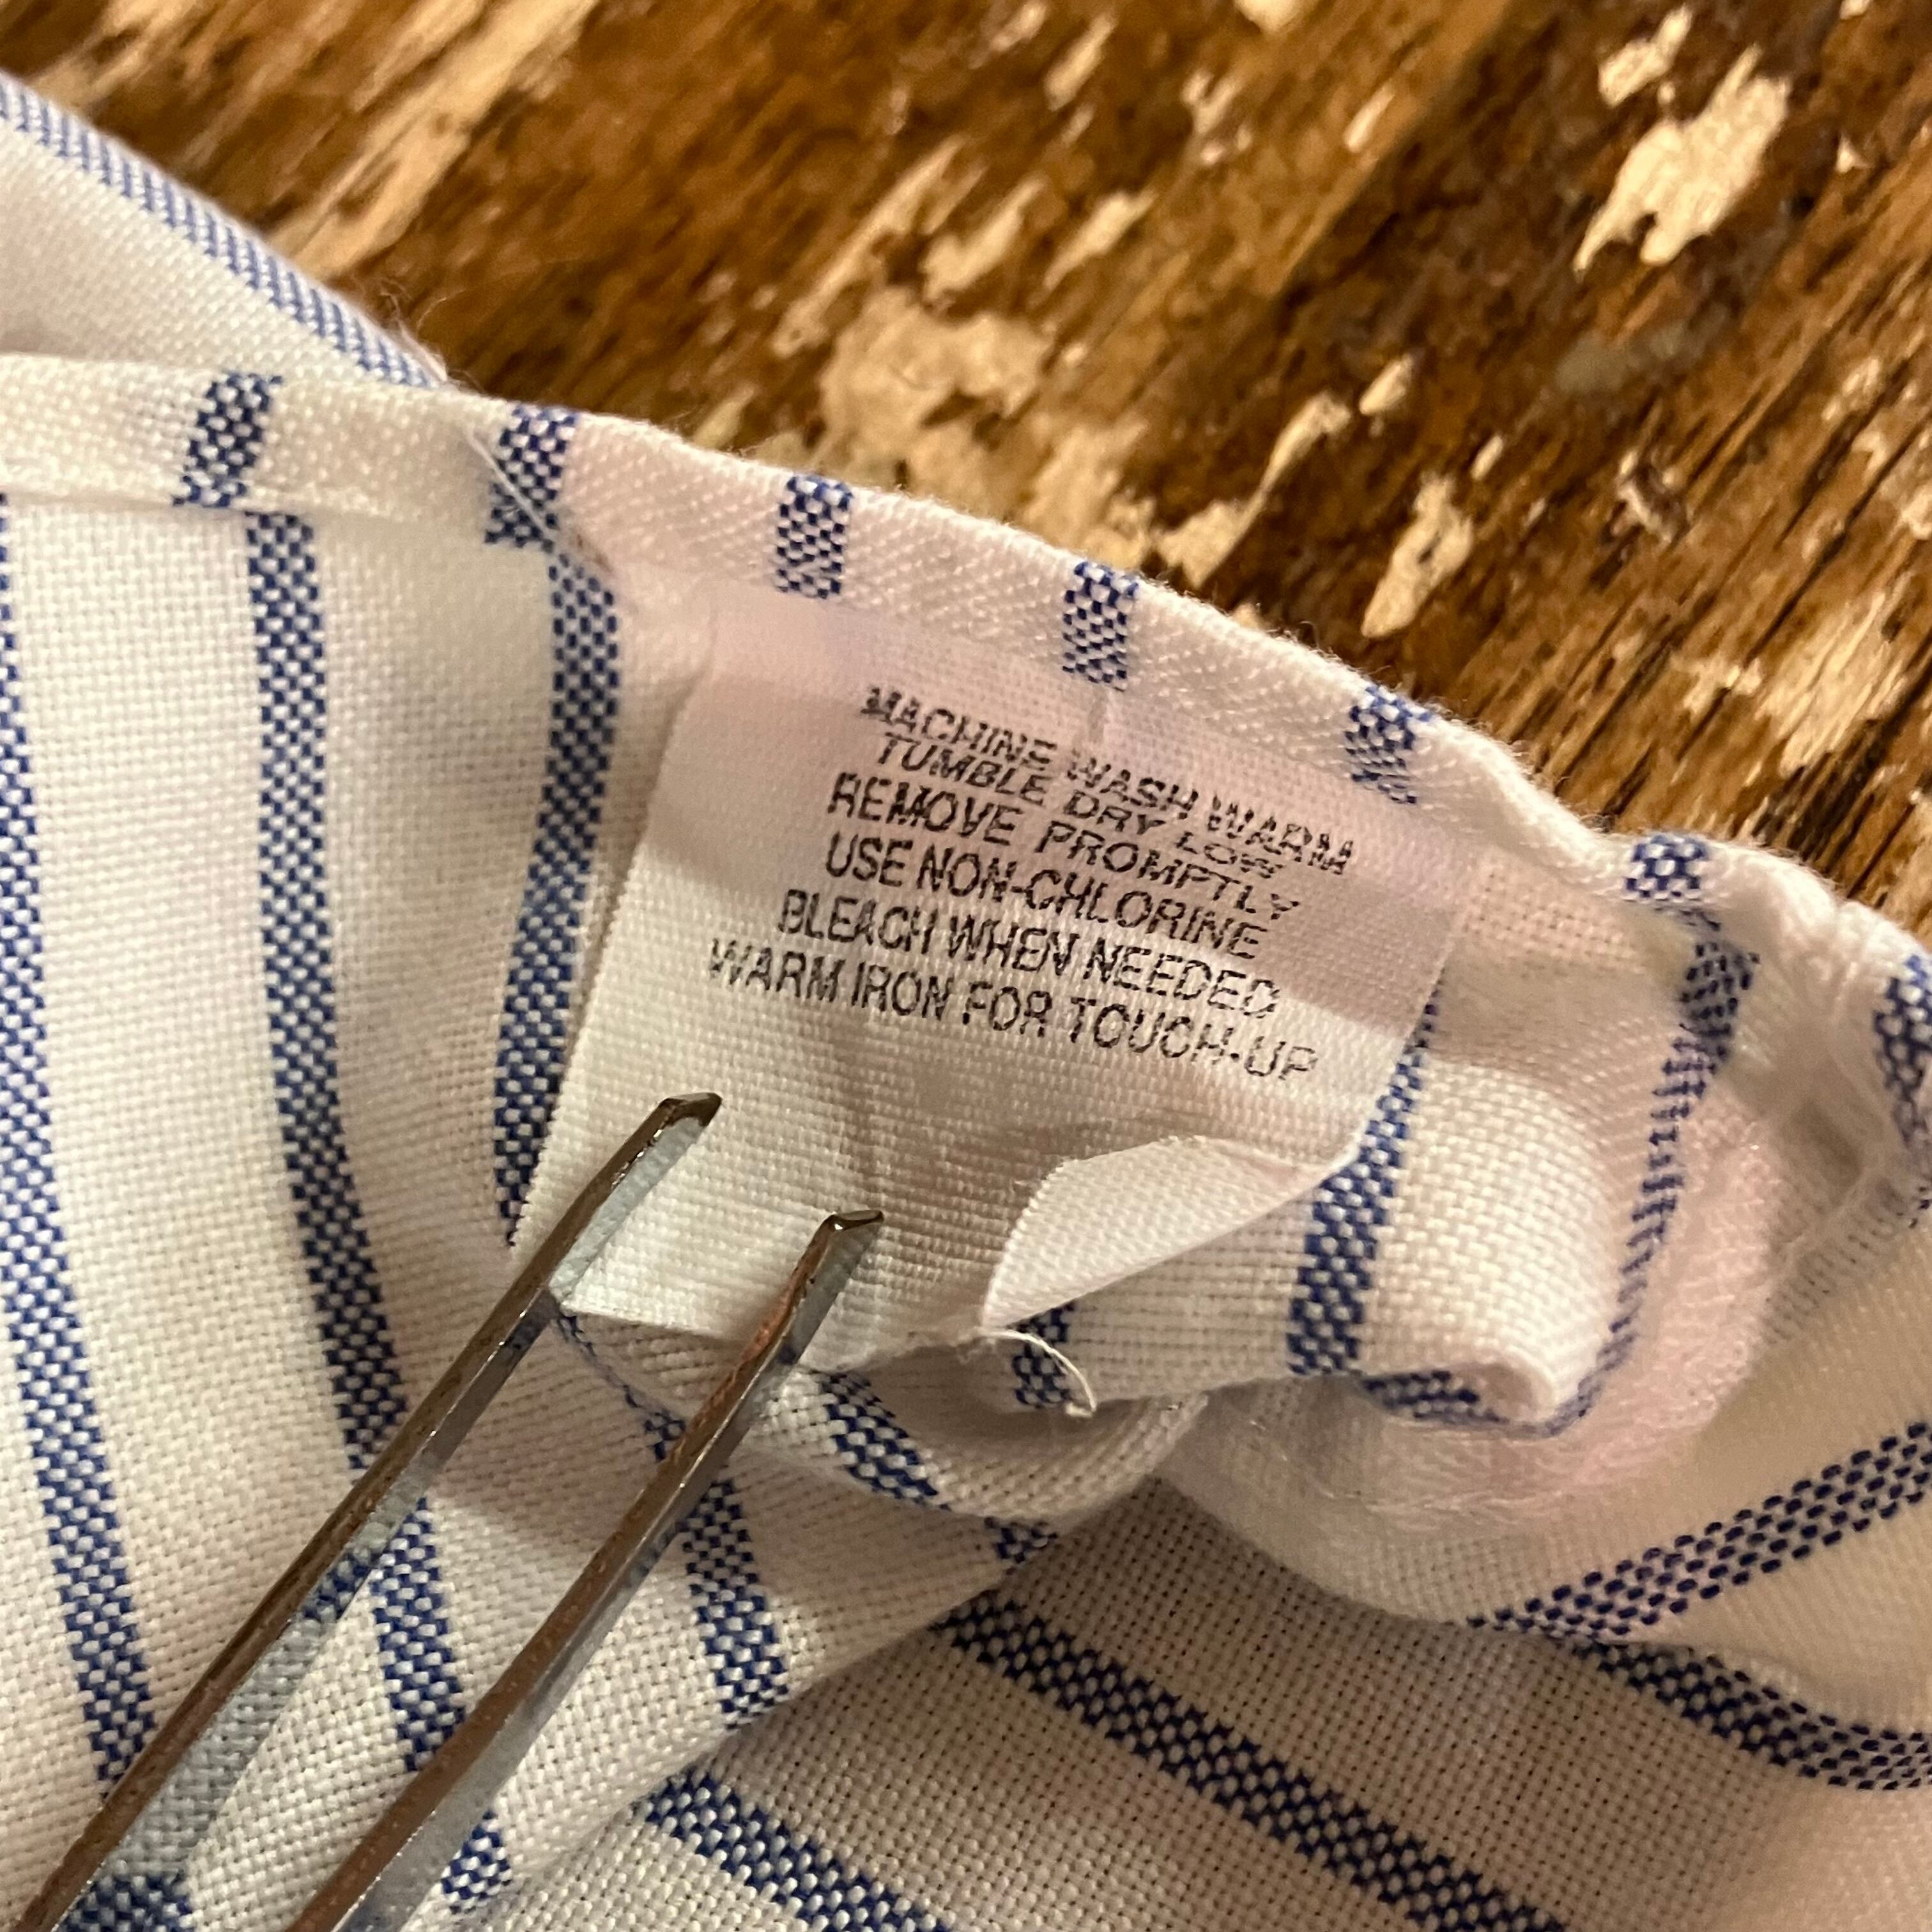 MACHINE WASH WARM
TUMBLE DRY LOW
REMOVE PROMPTLY
USE NON-CHLORINE
BLEACH WHEN NEEDED
WARM IRON FOR TOUCH-UP